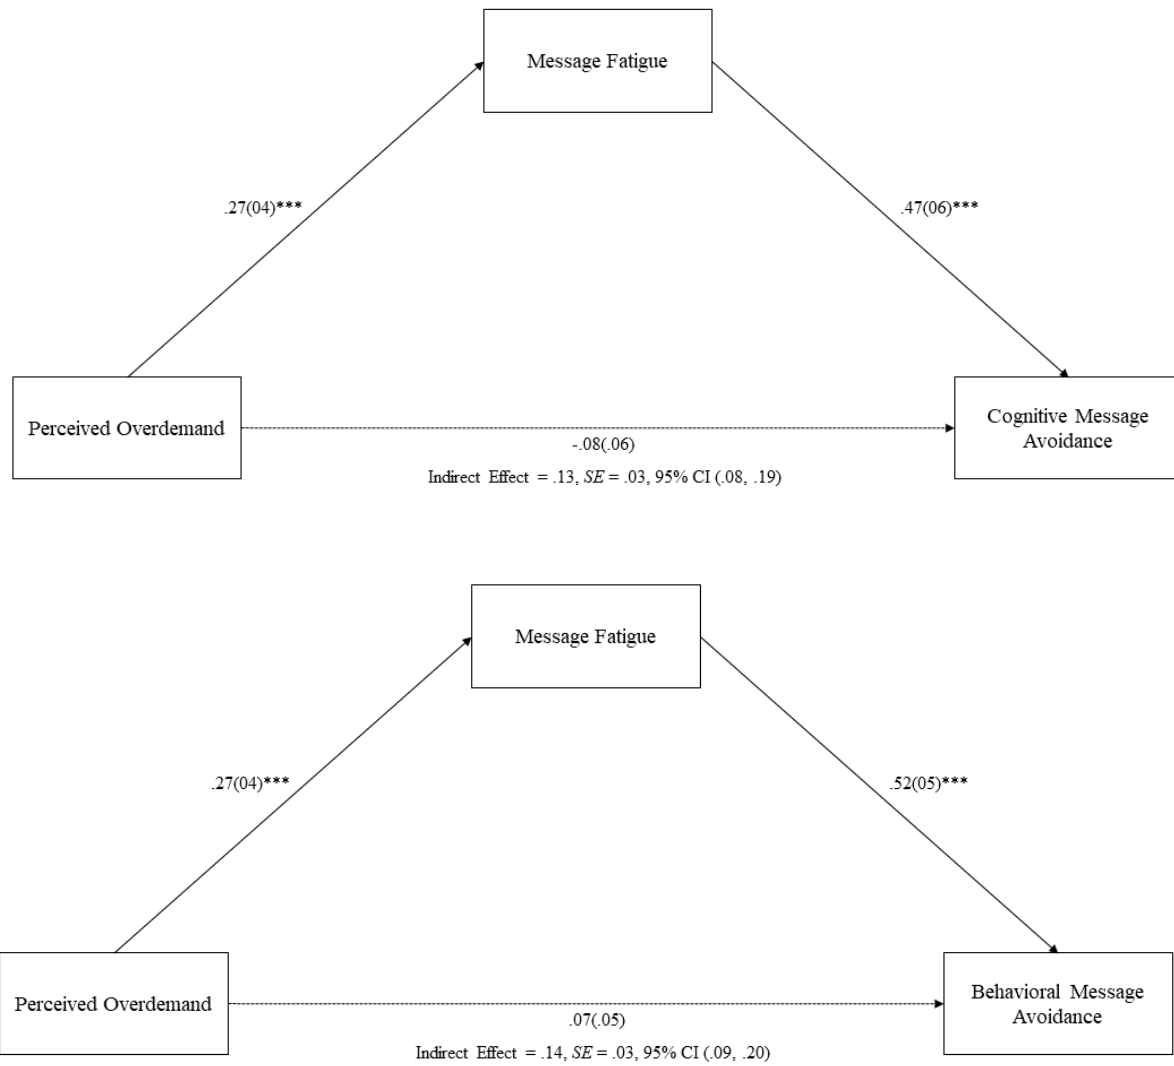 Message Fatigue
.27(04)***
.47(06)***
Perceived Overdemand
Cognitive Message
Avoidance
-.08(.06)
Indirect Effect = .13, SE = .03, 95% CI (.08, .19)
Message Fatigue
.27(04)***
.52(05)***
Perceived Overdemand
Behavioral Message
Avoidance
.07(.05)
Indirect Effect = .14, SE = .03, 95% CI (.09, .20)